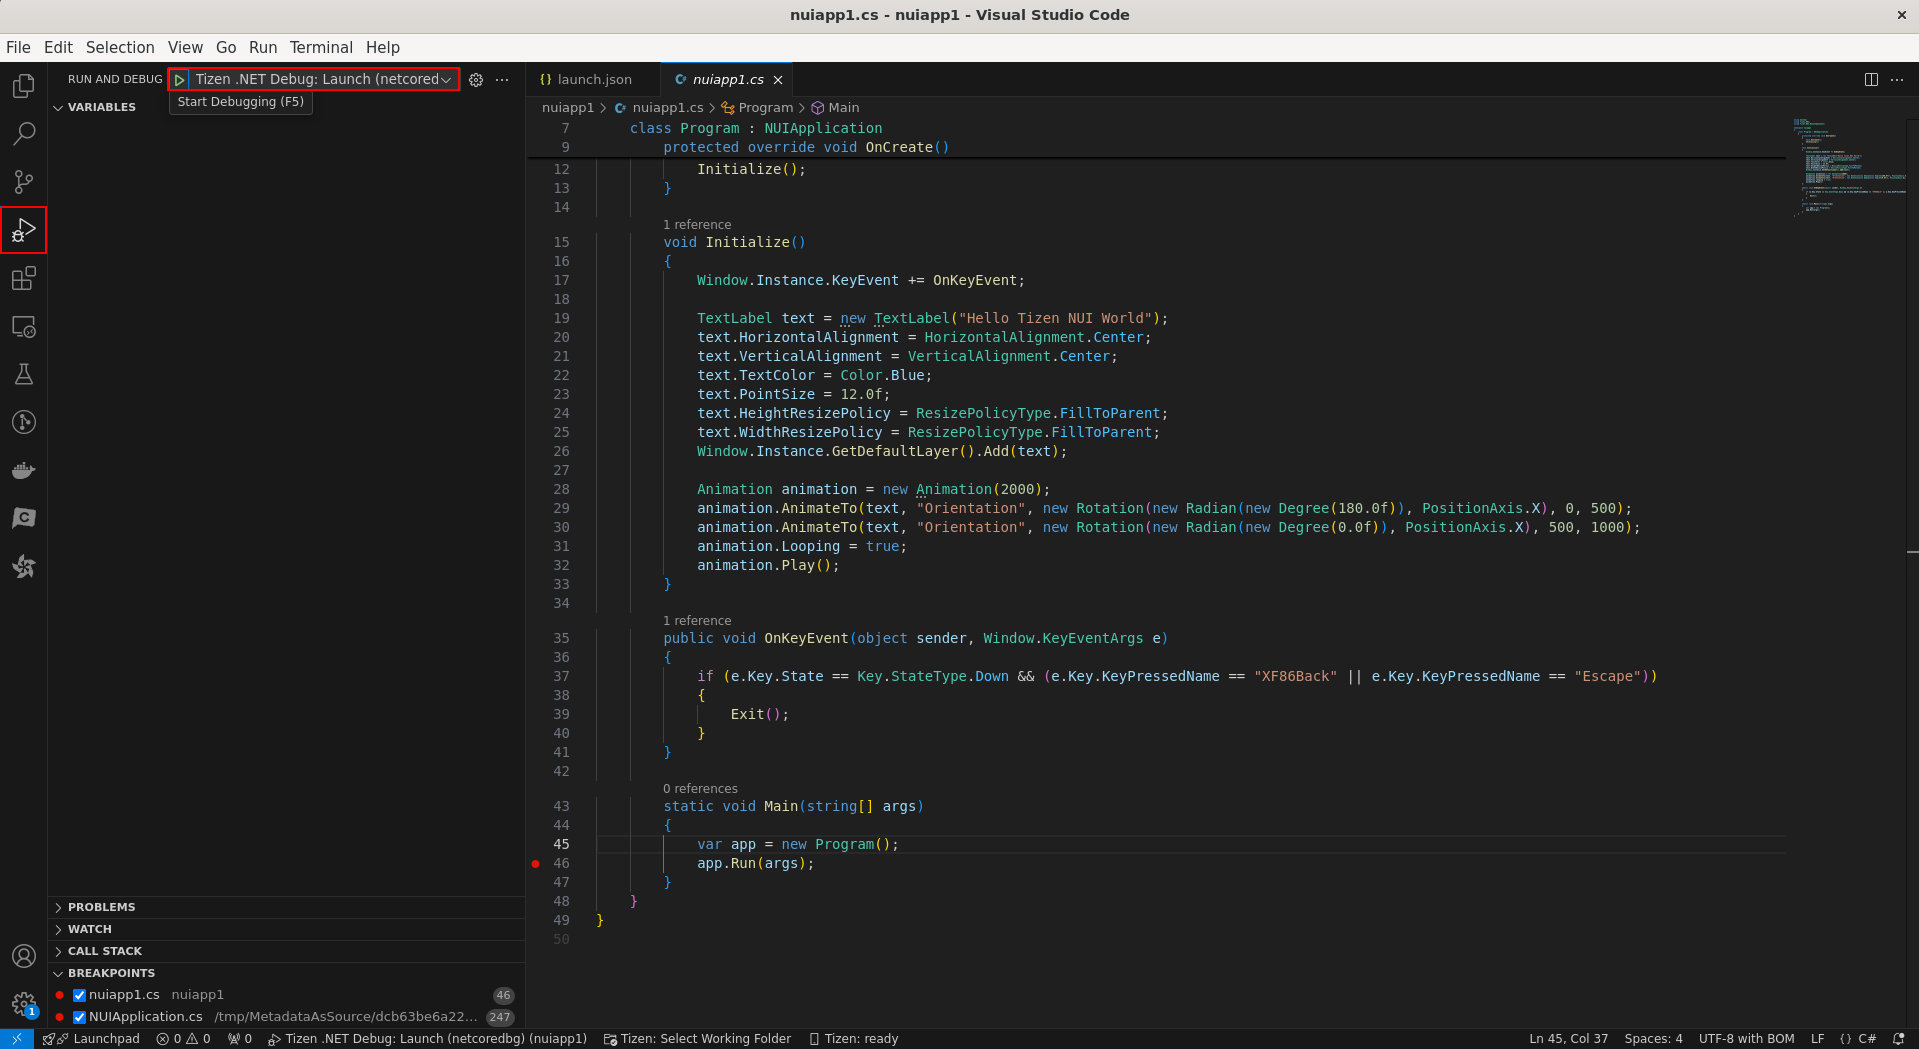 nuiapp1.cs - nuiapp1 - Visual Studio Code
File Edit Selection View Go Run Terminal Help
RUN AND DEBUG Tizen .NET Debug: Launch (netcored
Start Debugging (F5)
VARIABLES
launch.json nuiapp1.cs
nuiapp1 > nuiapp1.cs > Program > Main
7 class Program : NUIApplication
9 protected override void OnCreate()
12 Initialize();
13 }
14
1 reference
15 void Initialize()
16 {
17 Window.Instance.KeyEvent += OnKeyEvent;
18
19 TextLabel text = new TextLabel("Hello Tizen NUI World");
20 text.HorizontalAlignment = HorizontalAlignment.Center;
21 text.VerticalAlignment = VerticalAlignment.Center;
22 text.TextColor = Color.Blue;
23 text.PointSize = 12.0f;
24 text.HeightResizePolicy = ResizePolicyType.FillToParent;
25 text.WidthResizePolicy = ResizePolicyType.FillToParent;
26 Window.Instance.GetDefaultLayer().Add(text);
27
28 Animation animation = new Animation(2000);
29 animation.AnimateTo(text, "Orientation", new Rotation(new Radian(new Degree(180.0f)), PositionAxis.X), 0, 500);
30 animation.AnimateTo(text, "Orientation", new Rotation(new Radian(new Degree(0.0f)), PositionAxis.X), 500, 1000);
31 animation.Looping = true;
32 animation.Play();
33 }
34
1 reference
35 public void OnKeyEvent(object sender, Window.KeyEventArgs e)
36 {
37 if (e.Key.State == Key.StateType.Down && (e.Key.KeyPressedName == "XF86Back" || e.Key.KeyPressedName == "Escape"))
38 {
39 Exit();
40 }
41 }
42
0 references
43 static void Main(string[] args)
44 {
45 var app = new Program();
46 app.Run(args);
47 }
48 }
49 }
50
PROBLEMS
WATCH
CALL STACK
BREAKPOINTS
nuiapp1.cs nuiapp1 46
NUIApplication.cs /tmp/MetadataAsSource/dcb63be6a22... 247
1
Launchpad 0 0 0 Tizen .NET Debug: Launch (netcoredbg) (nuiapp1) Tizen: Select Working Folder Tizen: ready Ln 45, Col 37 Spaces: 4 UTF-8 with BOM LF {} C#